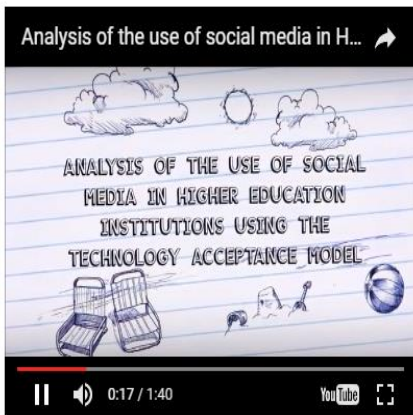 Analysis of the use of social media in H...
ANALYSIS OF THE USE OF SOCIAL
MEDIA IN HIGHER EDUCATION
INSTITUTIONS USING THE
TECHNOLOGY ACCEPTANCE MODEL
0:17 / 1:40
YouTube